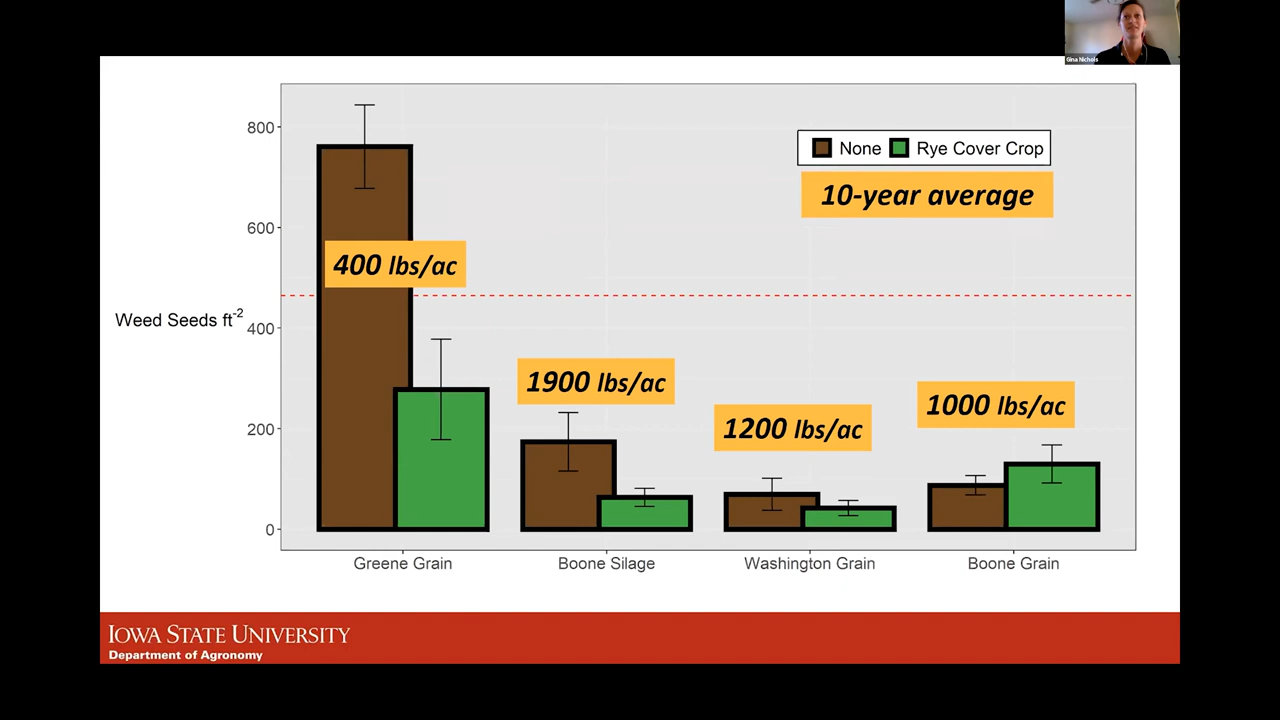 Gina Nichols
800
None Rye Cover Crop
10-year average
600
400 lbs/ac
Weed Seeds ft-2
400
1900 lbs/ac
1000 lbs/ac
1200 lbs/ac
200
0
Greene Grain Boone Silage Washington Grain Boone Grain
IOWA STATE UNIVERSITY
Department of Agronomy